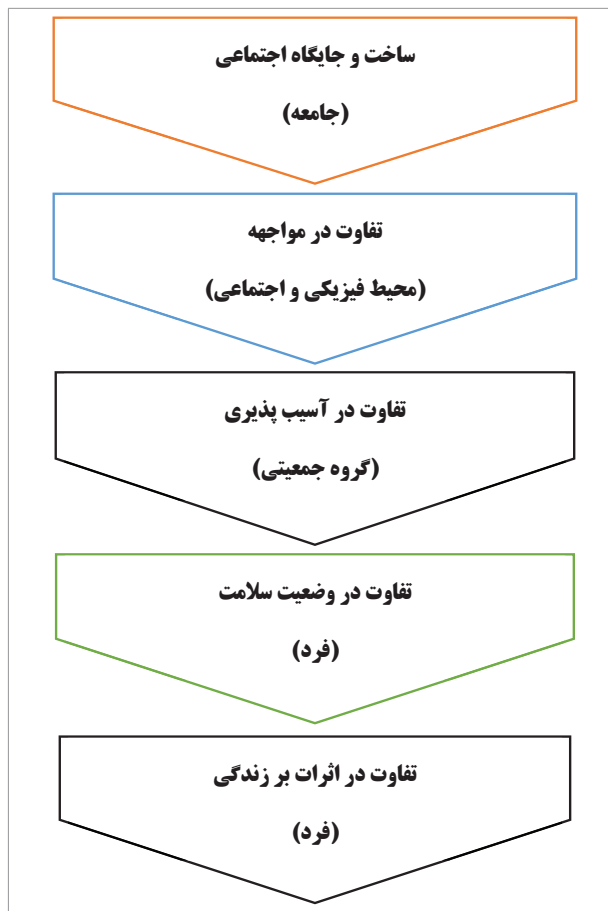 ساخت و جایگاه اجتماعی
(جامعه)
تفاوت در مواجهه
(محیط فیزیکی و اجتماعی)
تفاوت در آسیب پذیری
(گروه جمعیتی)
تفاوت در وضعیت سلامت
(فرد)
تفاوت در اثرات بر زندگی
(فرد)